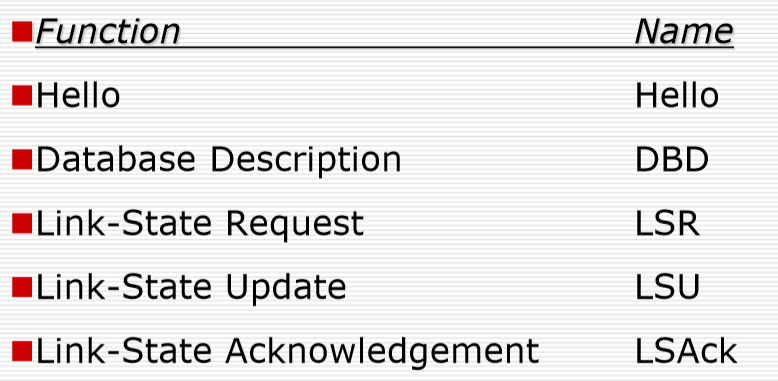 Function Name
Hello Hello
Database Description DBD
Link-State Request LSR
Link-State Update LSU
Link-State Acknowledgement LSAck